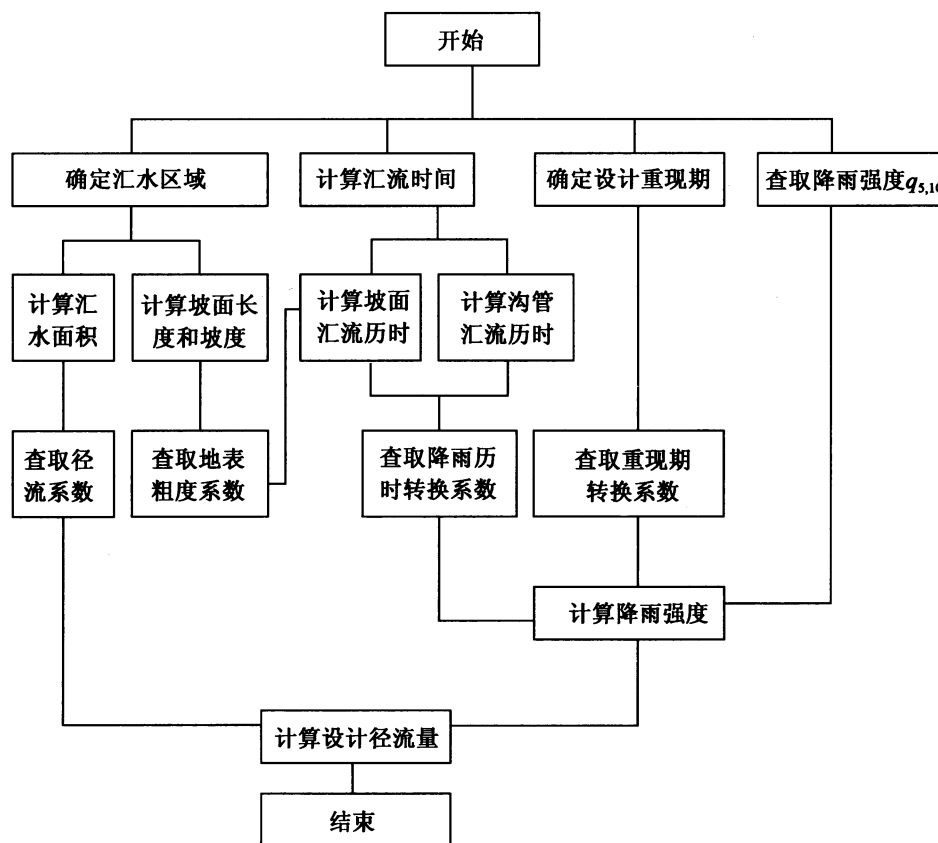 开始
确定汇水区域
计算汇流时间
确定设计重现期
查取降雨强度q5,10
计算汇
水面积
计算坡面长
度和坡度
计算坡面
汇流历时
计算沟管
汇流历时
查取径
流系数
查取地表
粗度系数
查取降雨历
时转换系数
查取重现期
转换系数
计算降雨强度
计算设计径流量
结束